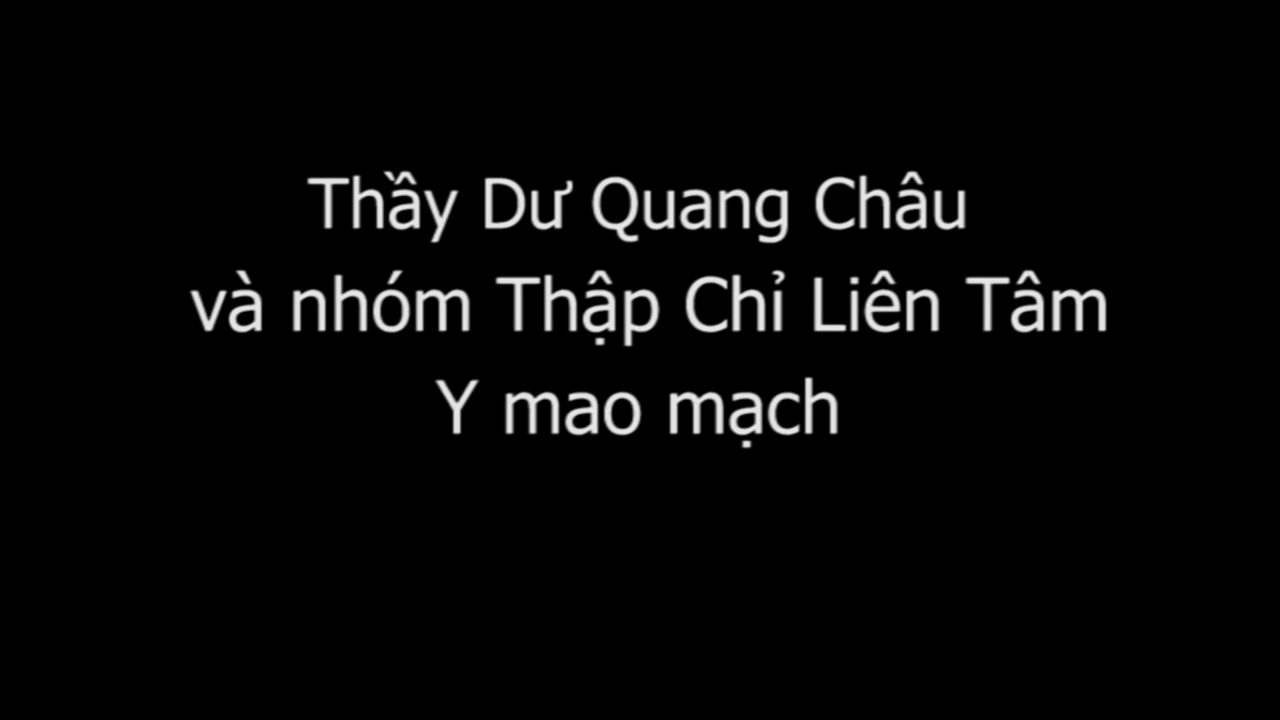 Thầy Dư Quang Châu
và nhóm Thập Chỉ Liên Tâm
Y mao mạch